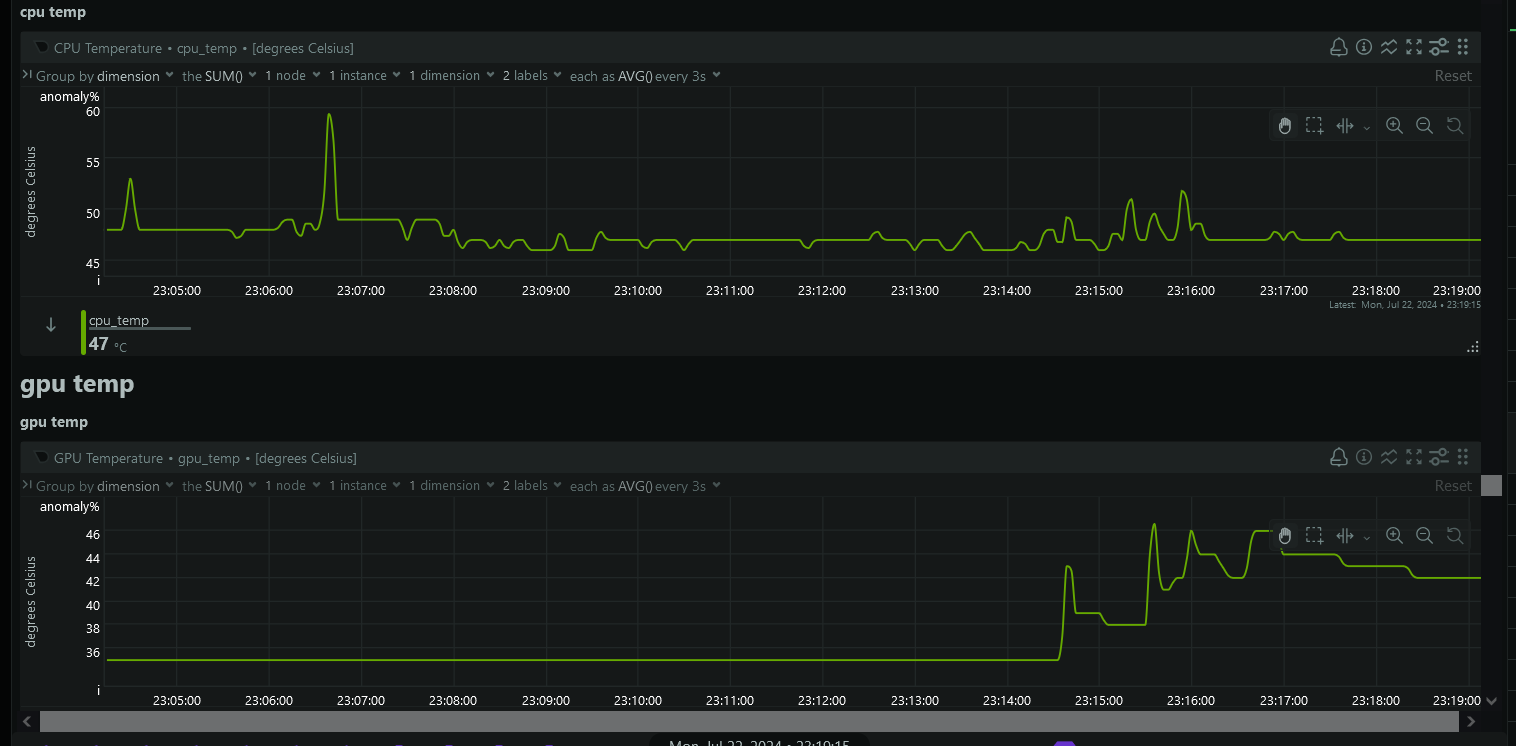 cpu temp
CPU Temperature • cpu_temp • [degrees Celsius]
Group by dimension the SUM() 1 node 1 instance 1 dimension 2 labels each as AVG() every 3s Reset
anomaly%
60
55
50
45
degrees Celsius
i
23:05:00 23:06:00 23:07:00 23:08:00 23:09:00 23:10:00 23:11:00 23:12:00 23:13:00 23:14:00 23:15:00 23:16:00 23:17:00 23:18:00 23:19:00
Latest: Mon, Jul 22, 2024 • 23:19:15
cpu_temp
47 °C
gpu temp
gpu temp
GPU Temperature • gpu_temp • [degrees Celsius]
Group by dimension the SUM() 1 node 1 instance 1 dimension 2 labels each as AVG() every 3s Reset
anomaly%
46
44
42
40
38
36
degrees Celsius
i
23:05:00 23:06:00 23:07:00 23:08:00 23:09:00 23:10:00 23:11:00 23:12:00 23:13:00 23:14:00 23:15:00 23:16:00 23:17:00 23:18:00 23:19:00
Mon, Jul 22, 2024 • 23:19:15